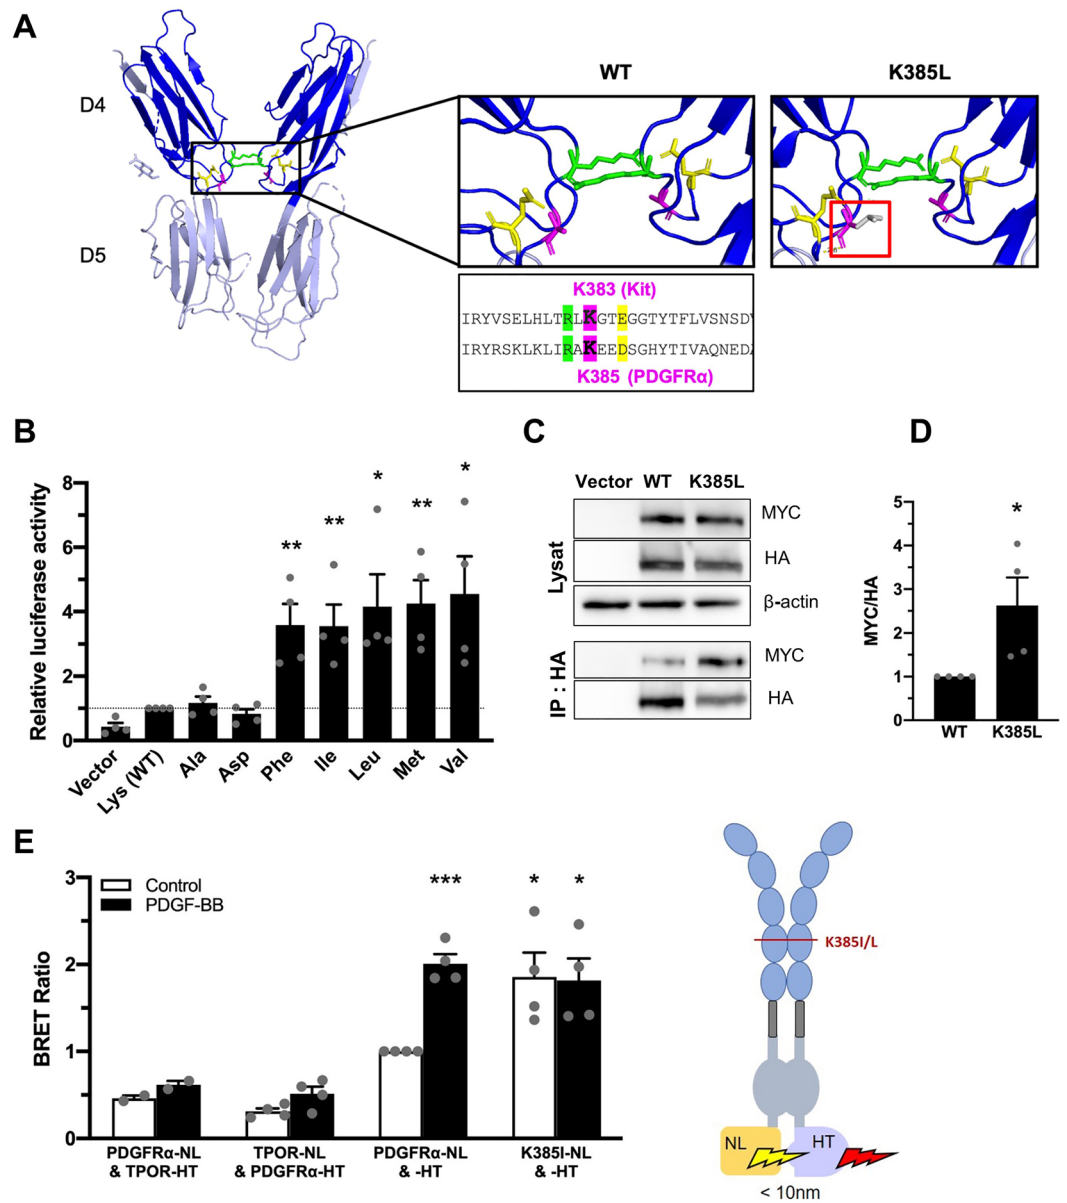 A
WT
K385L
D4
D5
K383 (Kit)
IRYVSELHLTRLKGTEGGTYTFLVSNSDV
IRYRSKLKLIRAKEEDSGHYTIVAQNEDA
K385 (PDGFRα)
B
Relative luciferase activity
8
6
4
2
0
** ** * ** *
Vector
Lys (WT)
Ala
Asp
Phe
Ile
Leu
Met
Val
C
Vector WT K385L
Lysat
MYC
HA
β-actin
IP : HA
MYC
HA
D
MYC/HA
5
4
3
2
1
0
*
WT K385L
E
BRET Ratio
3
2
1
0
Control
PDGF-BB
*** * *
PDGFRα-NL & TPOR-HT
TPOR-NL & PDGFRα-HT
PDGFRα-NL & -HT
K385I-NL & -HT
K385I/L
NL
HT
< 10nm